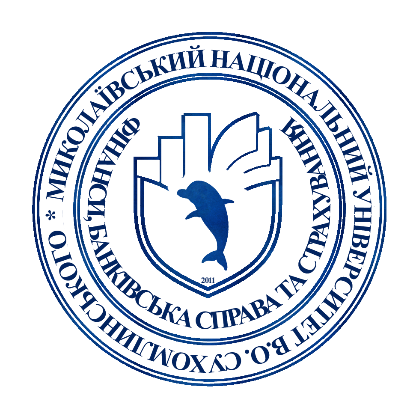 * МИКОЛАЇВСЬКИЙ НАЦІОНАЛЬНИЙ УНІВЕРСИТЕТ В.О. СУХОМЛИНСЬКОГО
ФІНАНСИ, БАНКІВСЬКА СПРАВА ТА СТРАХУВАННЯ
2011